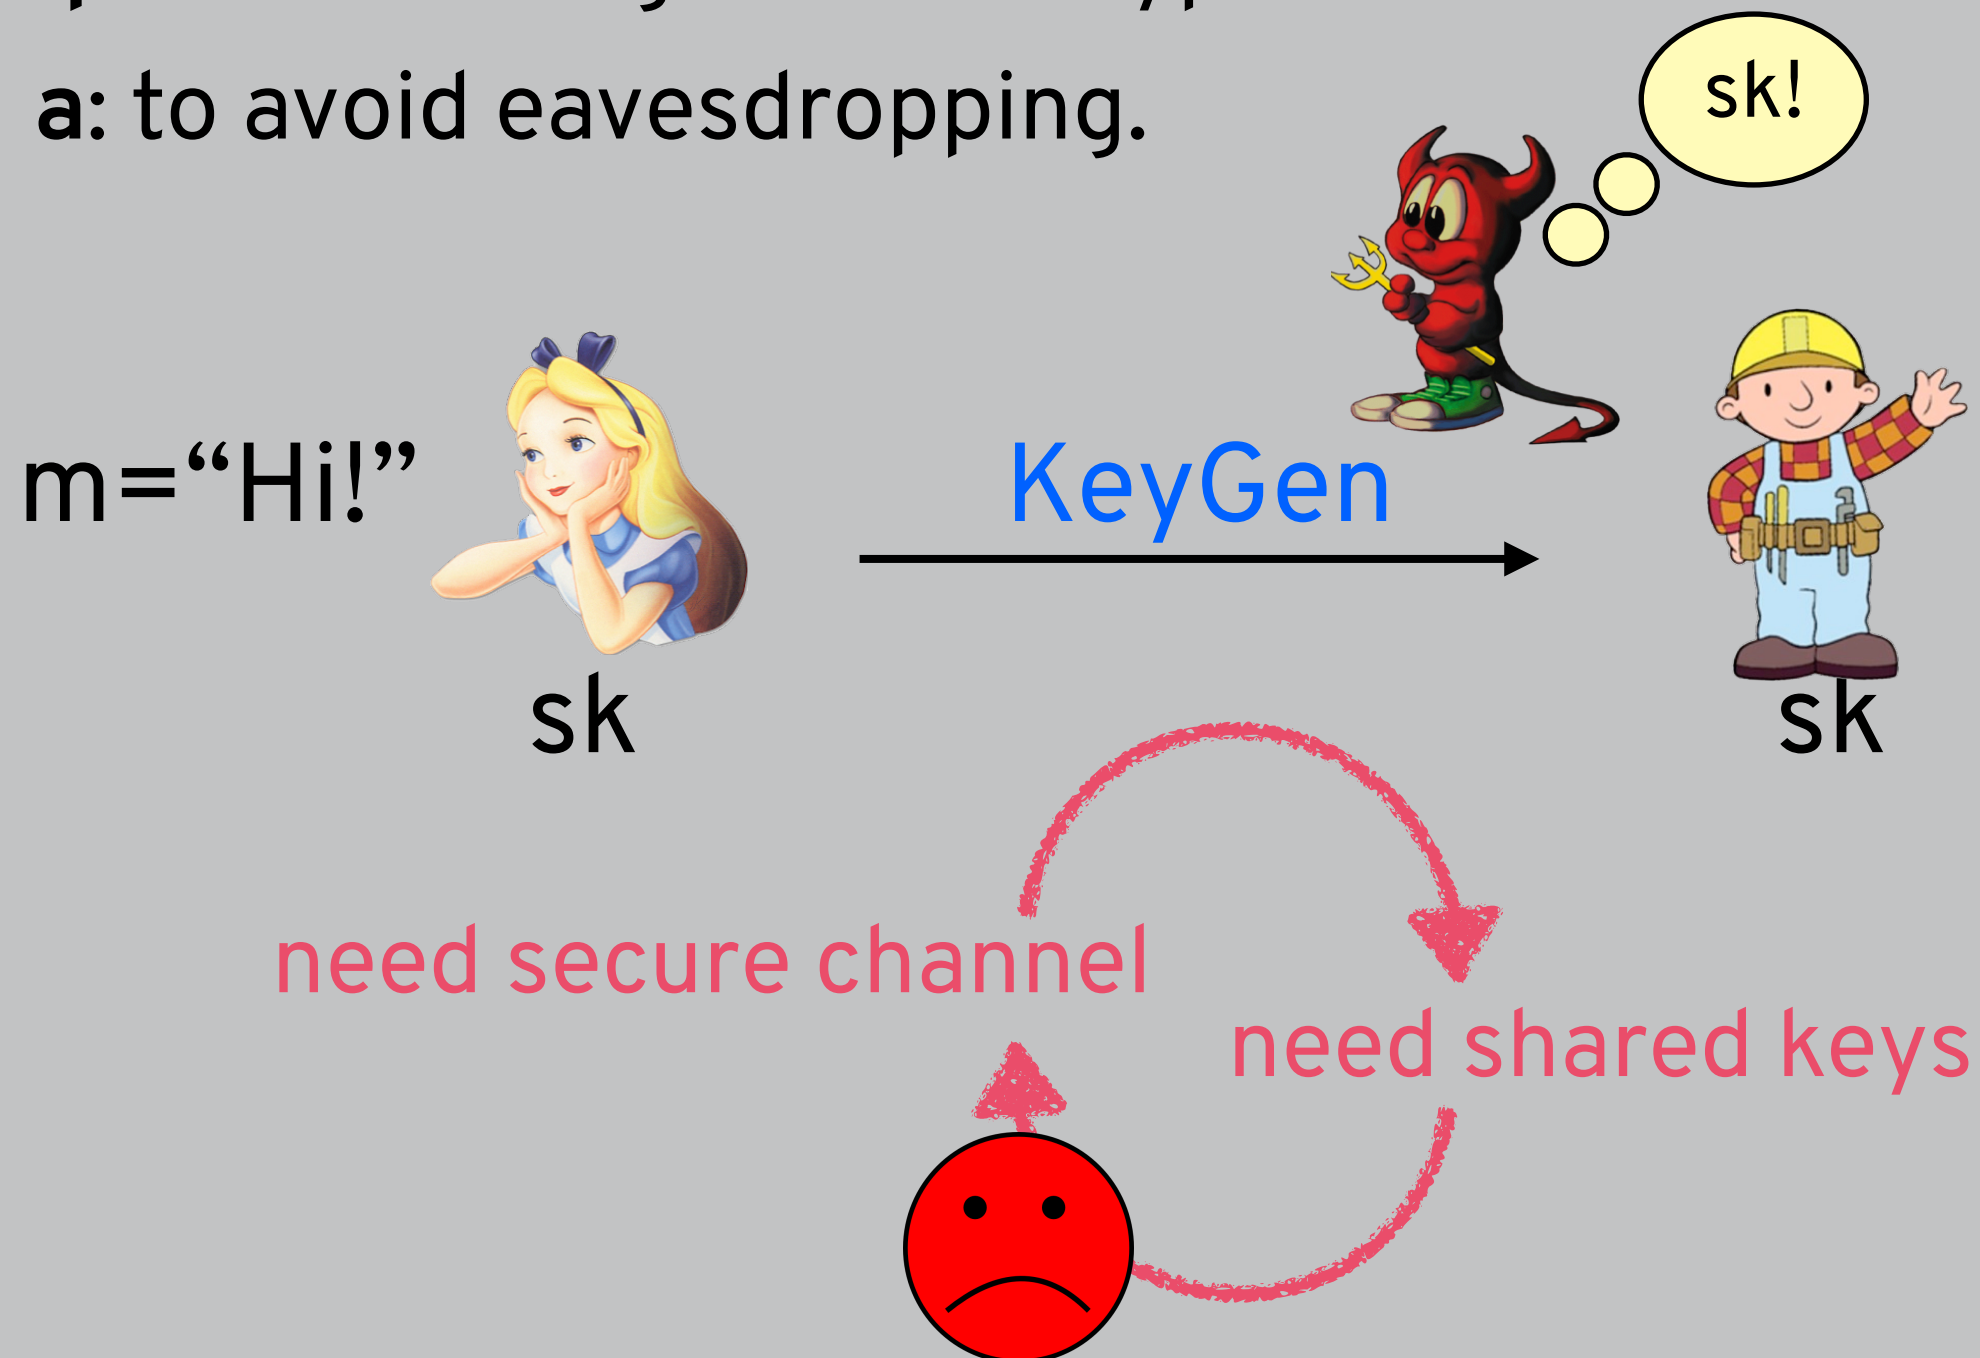 a: to avoid eavesdropping.
sk!
m=“Hi!”
KeyGen
sk
sk
need secure channel
need shared keys